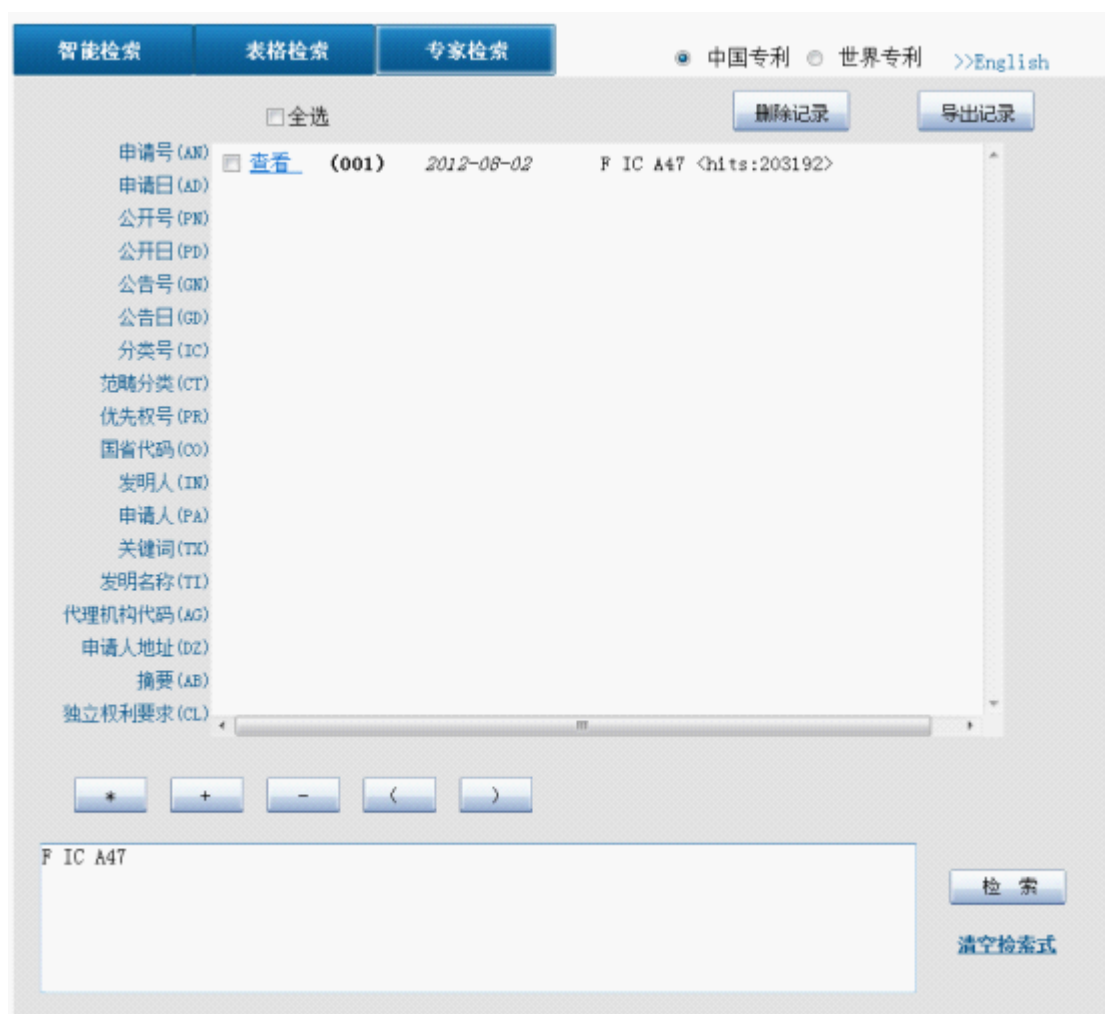 智能检索 表格检索 专家检索 中国专利 世界专利 >>English
全选 删除记录 导出记录
申请号(AN)
查看 (001) 2012-08-02 F IC A47 <hits:203192>
申请日(AD)
公开号(PN)
公开日(PD)
公告号(GN)
公告日(GD)
分类号(IC)
范畴分类(CT)
优先权号(PR)
国省代码(CO)
发明人(IN)
申请人(PA)
关键词(TX)
发明名称(TI)
代理机构代码(AG)
申请人地址(DZ)
摘要(AB)
独立权利要求(CL)
* + - ( )
F IC A47
检 索
清空检索式